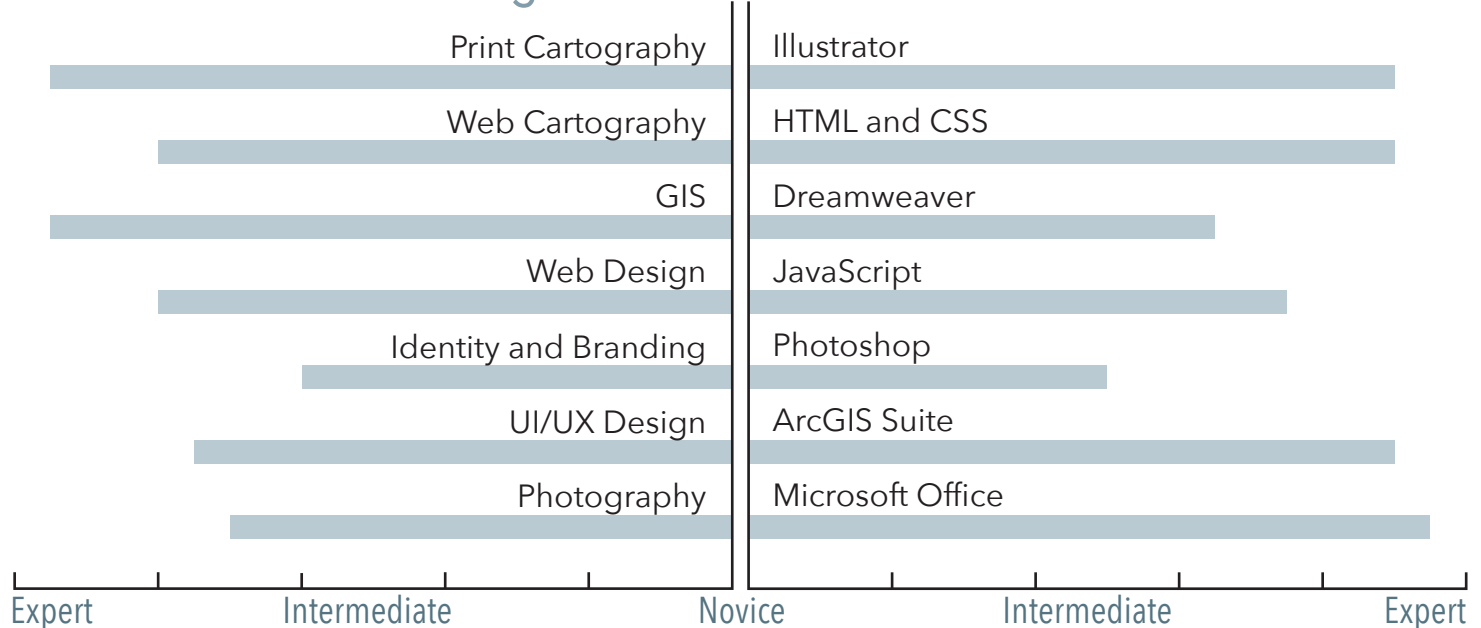 Print Cartography
Web Cartography
GIS
Web Design
Identity and Branding
UI/UX Design
Photography
Illustrator
HTML and CSS
Dreamweaver
JavaScript
Photoshop
ArcGIS Suite
Microsoft Office
Expert Intermediate Novice Intermediate Expert